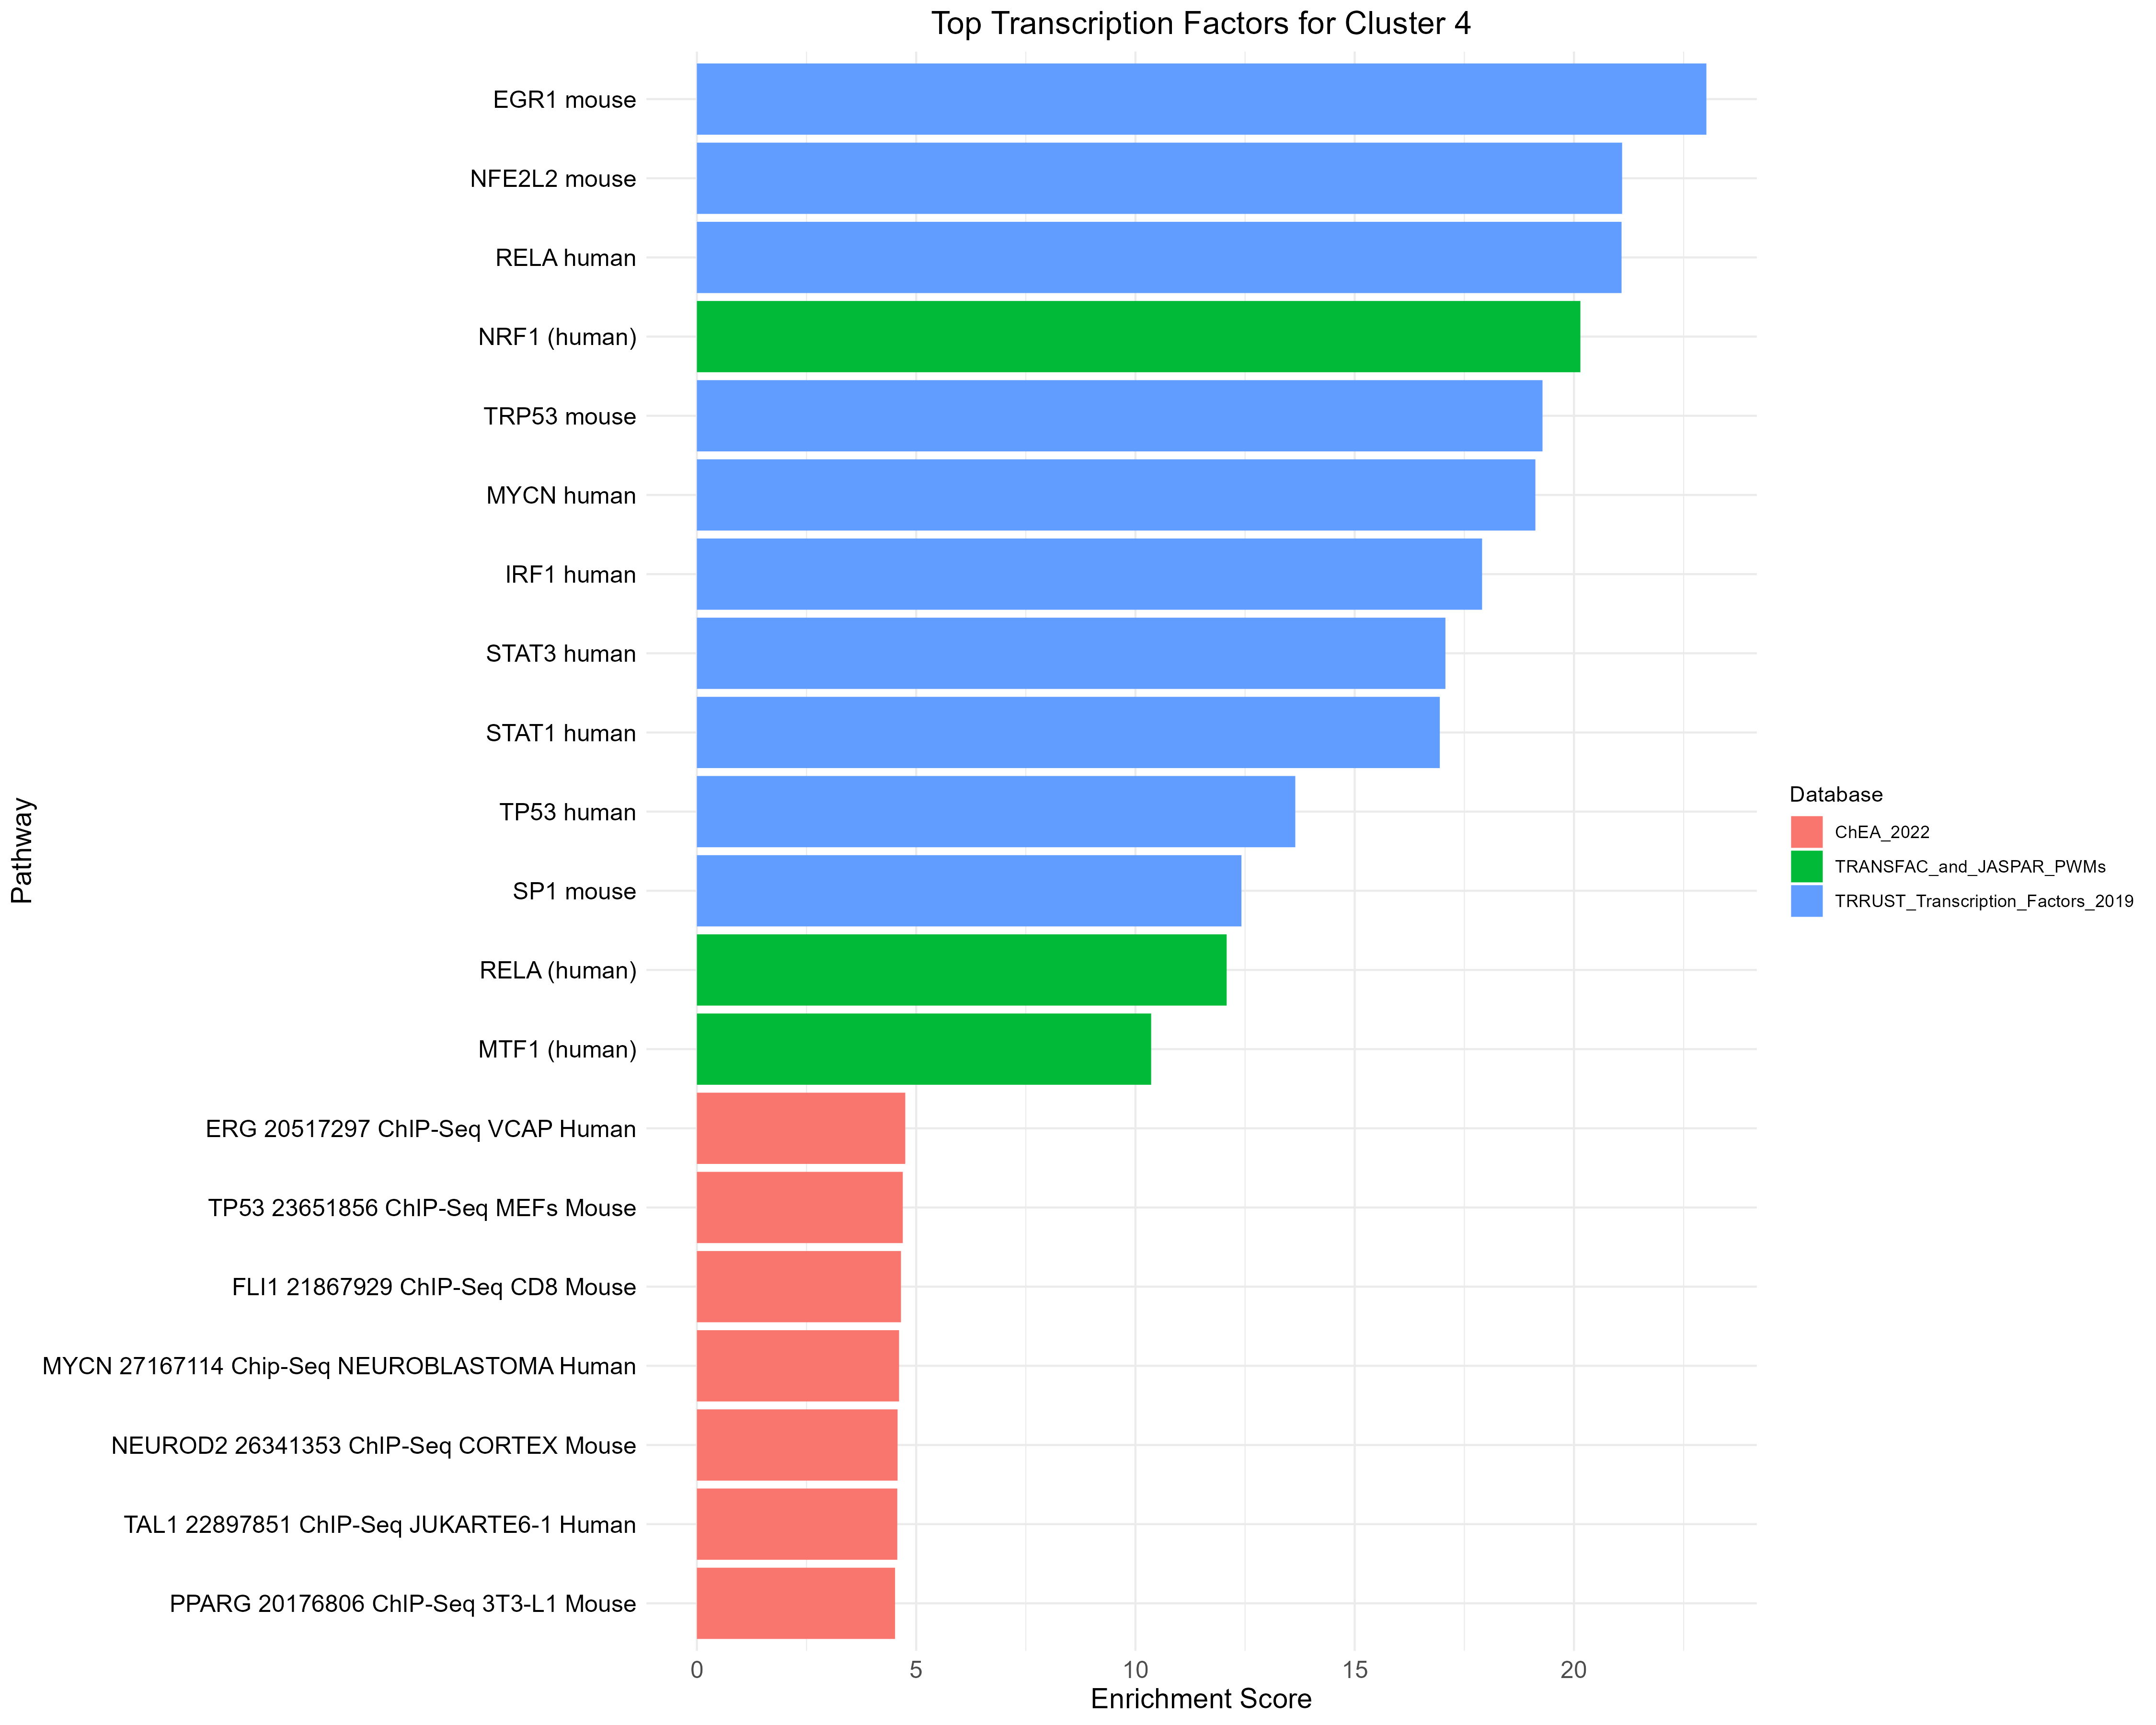 Top Transcription Factors for Cluster 4
Pathway
EGR1 mouse
NFE2L2 mouse
RELA human
NRF1 (human)
TRP53 mouse
MYCN human
IRF1 human
STAT3 human
STAT1 human
TP53 human
SP1 mouse
RELA (human)
MTF1 (human)
ERG 20517297 ChIP-Seq VCAP Human
TP53 23651856 ChIP-Seq MEFs Mouse
FLI1 21867929 ChIP-Seq CD8 Mouse
MYCN 27167114 Chip-Seq NEUROBLASTOMA Human
NEUROD2 26341353 ChIP-Seq CORTEX Mouse
TAL1 22897851 ChIP-Seq JUKARTE6-1 Human
PPARG 20176806 ChIP-Seq 3T3-L1 Mouse
0 5 10 15 20
Enrichment Score
Database
ChEA_2022
TRANSFAC_and_JASPAR_PWMs
TRRUST_Transcription_Factors_2019